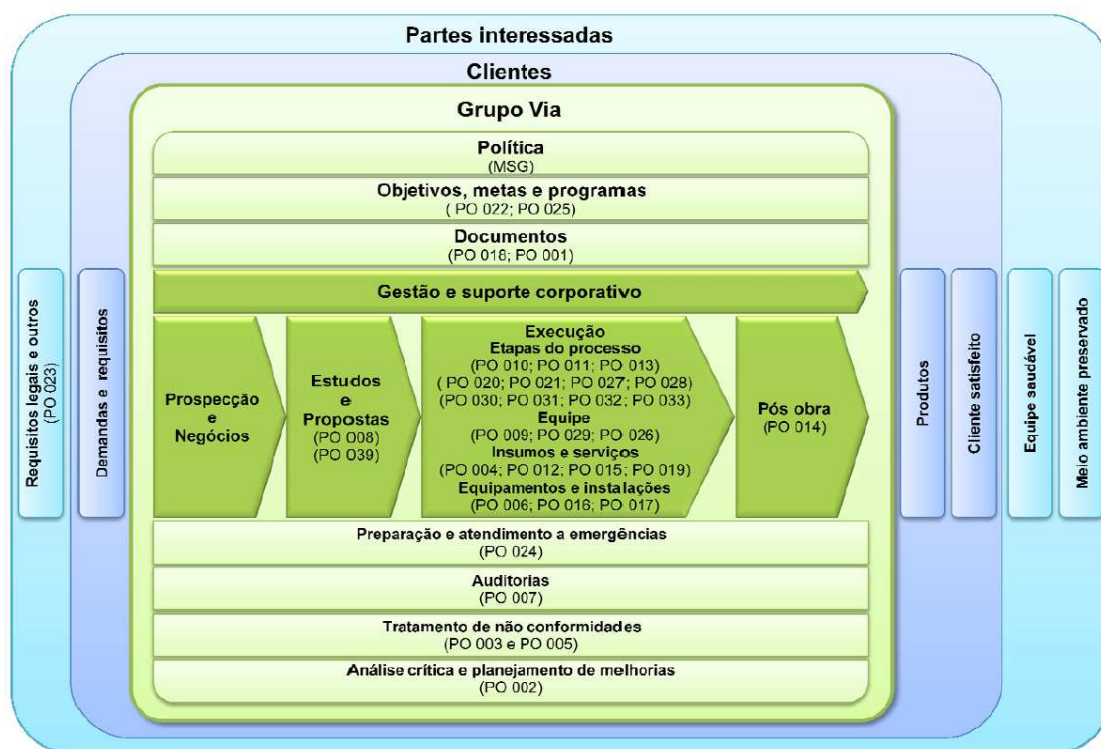 Partes interessadas
Clientes
Grupo Via
Política
(MSG)
Objetivos, metas e programas
( PO 022; PO 025)
Documentos
(PO 018; PO 001)
Gestão e suporte corporativo
Requisitos legais e outros
(PO 023)
Demandas e requisitos
Prospecção
e
Negócios
Estudos
e
Propostas
(PO 008)
(PO 039)
Execução
Etapas do processo
(PO 010; PO 011; PO 013)
( PO 020; PO 021; PO 027; PO 028)
(PO 030; PO 031; PO 032; PO 033)
Equipe
(PO 009; PO 029; PO 026)
Insumos e serviços
(PO 004; PO 012; PO 015; PO 019)
Equipamentos e instalações
(PO 006; PO 016; PO 017)
Pós obra
(PO 014)
Produtos
Cliente satisfeito
Equipe saudável
Meio ambiente preservado
Preparação e atendimento a emergências
(PO 024)
Auditorias
(PO 007)
Tratamento de não conformidades
(PO 003 e PO 005)
Análise crítica e planejamento de melhorias
(PO 002)